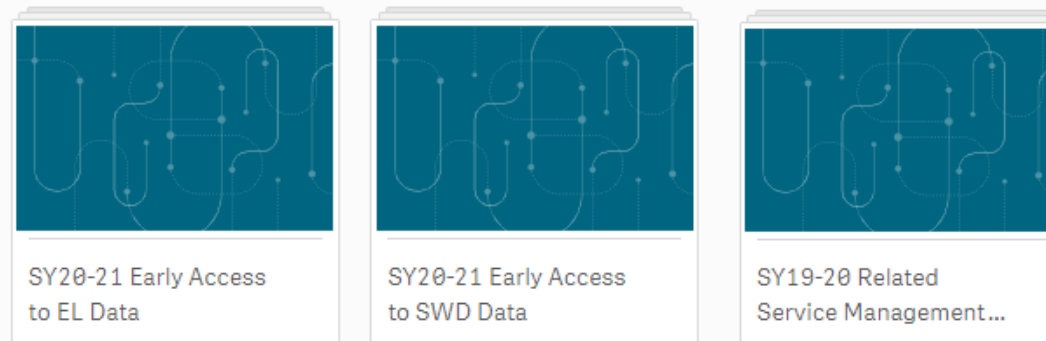 SY20-21 Early Access
to EL Data
SY20-21 Early Access
to SWD Data
SY19-20 Related
Service Management...